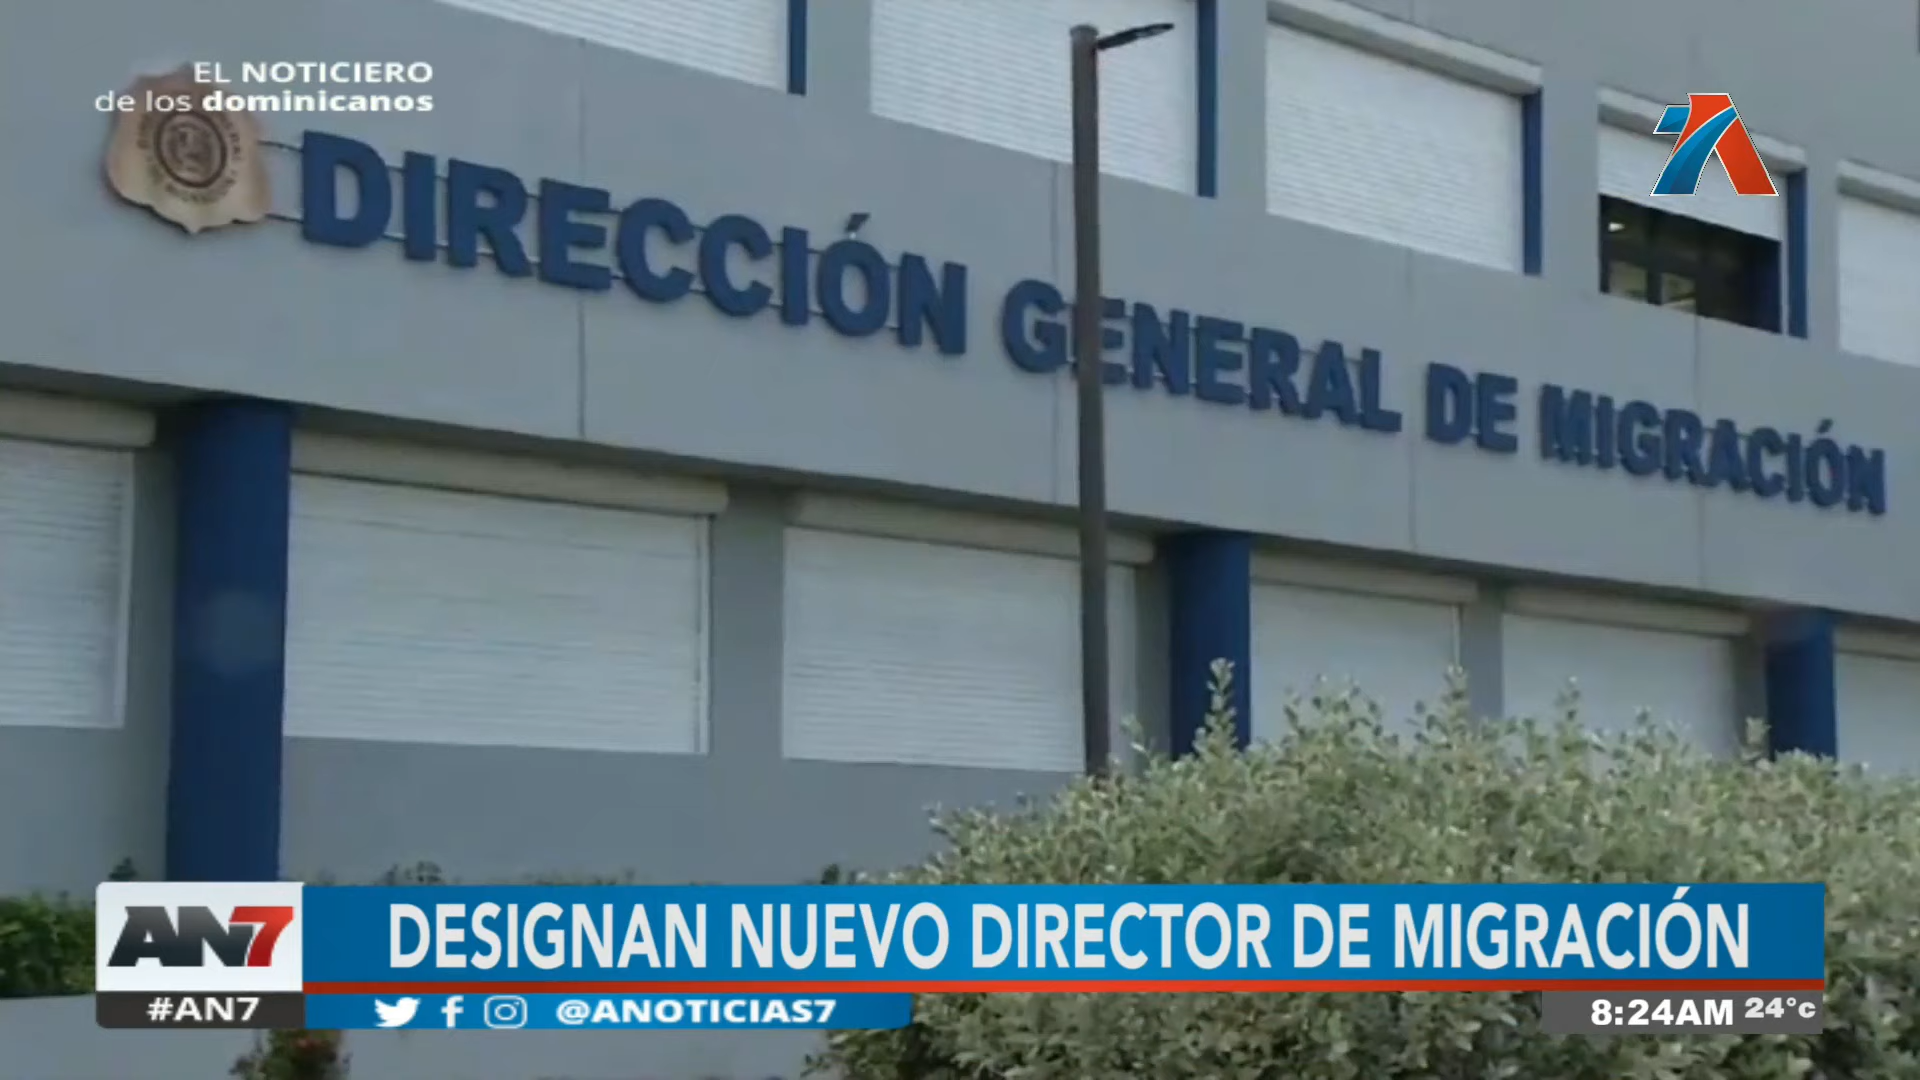 EL NOTICIERO
de los dominicanos
DIRECCIÓN GENERAL DE MIGRACIÓN
AN7
DESIGNAN NUEVO DIRECTOR DE MIGRACIÓN
#AN7
@ANOTICIAS7
8:24AM 24°c